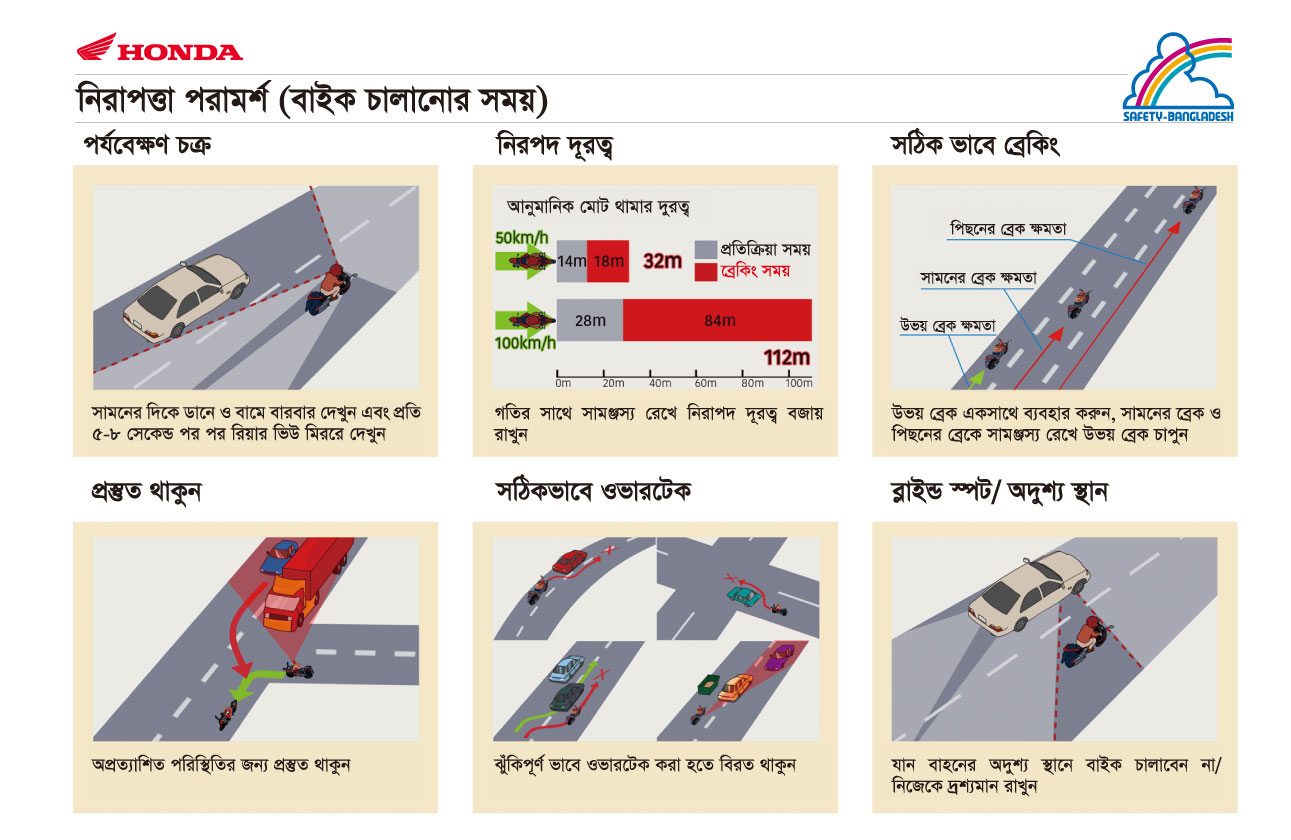 HONDA
SAFETY-BANGLADESH
নিরাপত্তা পরামর্শ (বাইক চালানোর সময়)
পর্যবেক্ষণ চক্র
সামনের দিকে ডানে ও বামে বারবার দেখুন এবং প্রতি
৫-৮ সেকেন্ড পর পর রিয়ার ভিউ মিররে দেখুন
নিরপদ দূরত্ব
আনুমানিক মোট থামার দুরত্ব
50km/h
14m
18m
32m
প্রতিক্রিয়া সময়
ব্রেকিং সময়
100km/h
28m
84m
112m
0m 20m 40m 60m 80m 100m
গতির সাথে সামঞ্জস্য রেখে নিরাপদ দূরত্ব বজায়
রাখুন
সঠিক ভাবে ব্রেকিং
পিছনের ব্রেক ক্ষমতা
সামনের ব্রেক ক্ষমতা
উভয় ব্রেক ক্ষমতা
উভয় ব্রেক একসাথে ব্যবহার করুন, সামনের ব্রেক ও
পিছনের ব্রেকে সামঞ্জস্য রেখে উভয় ব্রেক চাপুন
প্রস্তুত থাকুন
অপ্রত্যাশিত পরিস্থিতির জন্য প্রস্তুত থাকুন
সঠিকভাবে ওভারটেক
ঝুঁকিপূর্ণ ভাবে ওভারটেক করা হতে বিরত থাকুন
ব্লাইন্ড স্পট/ অদুশ্য স্থান
যান বাহনের অদুশ্য স্থানে বাইক চালাবেন না/
নিজেকে দ্রশ্যমান রাখুন